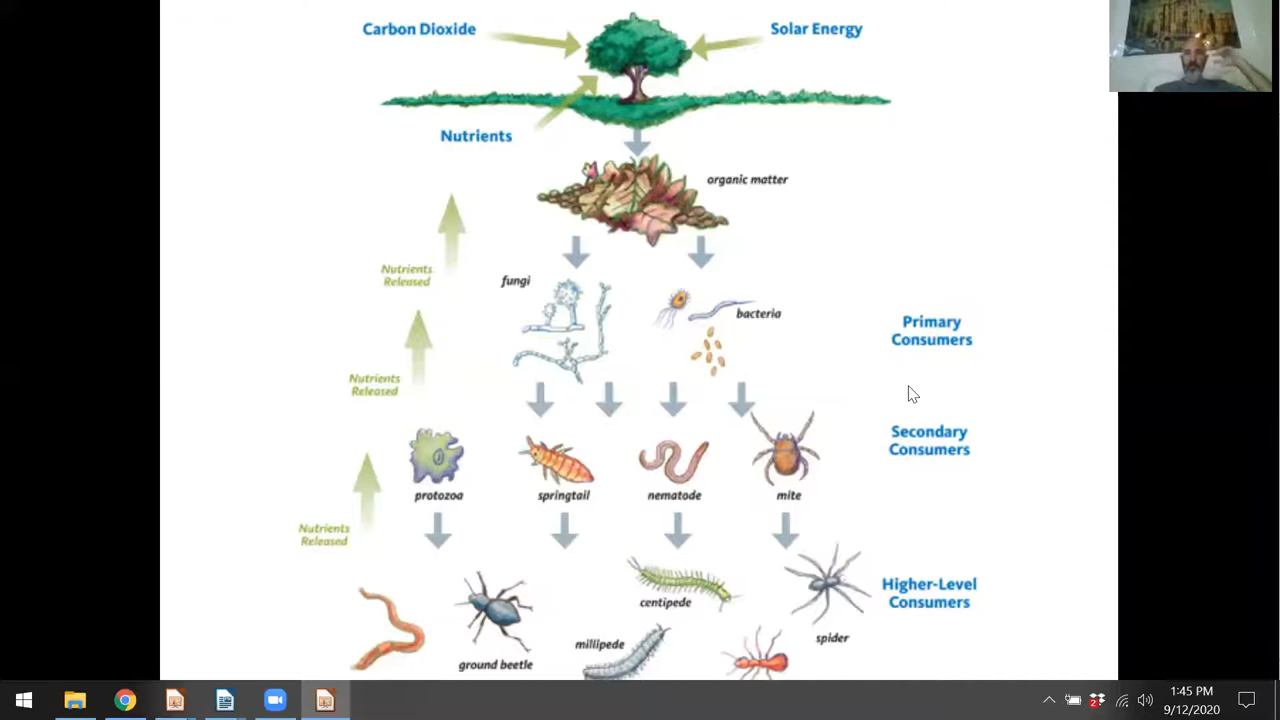 Carbon Dioxide
Solar Energy
Nutrients
organic matter
Nutrients
Released
fungi
bacteria
Primary
Consumers
Nutrients
Released
Secondary
Consumers
protozoa
springtail
nematode
mite
Nutrients
Released
Higher-Level
Consumers
centipede
spider
millipede
ground beetle
2
1:45 PM
9/12/2020